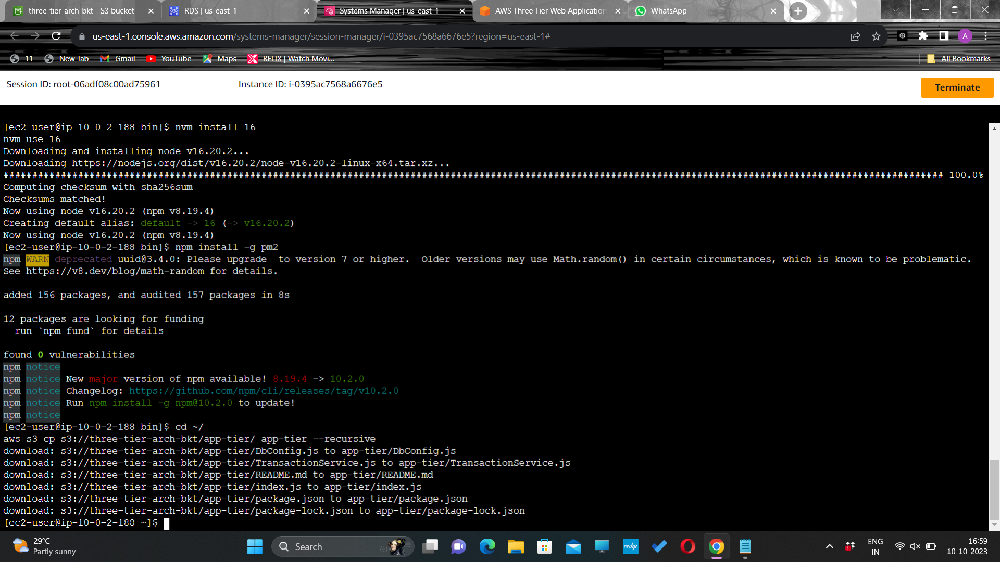 three-tier-arch-bkt - S3 bucket
RDS | us-east-1
Systems Manager | us-east-1
AWS Three Tier Web Application
WhatsApp
us-east-1.console.aws.amazon.com/systems-manager/session-manager/i-0395ac7568a6676e5?region=us-east-1#
A
11
New Tab
Gmail
YouTube
Maps
BFLIX | Watch Movi...
All Bookmarks
Session ID: root-06adf08c00ad75961
Instance ID: i-0395ac7568a6676e5
Terminate
[ec2-user@ip-10-0-2-188 bin]$ nvm install 16
nvm use 16
Downloading and installing node v16.20.2...
Downloading https://nodejs.org/dist/v16.20.2/node-v16.20.2-linux-x64.tar.xz...
#################################################################################################################################################################### 100.0%
Computing checksum with sha256sum
Checksums matched!
Now using node v16.20.2 (npm v8.19.4)
Creating default alias: default -> 16 (-> v16.20.2)
Now using node v16.20.2 (npm v8.19.4)
[ec2-user@ip-10-0-2-188 bin]$ npm install -g pm2
npm WARN deprecated uuid@3.4.0: Please upgrade  to version 7 or higher.  Older versions may use Math.random() in certain circumstances, which is known to be problematic.
See https://v8.dev/blog/math-random for details.
added 156 packages, and audited 157 packages in 8s
12 packages are looking for funding
run `npm fund` for details
found 0 vulnerabilities
npm notice
npm notice New major version of npm available! 8.19.4 -> 10.2.0
npm notice Changelog: https://github.com/npm/cli/releases/tag/v10.2.0
npm notice Run npm install -g npm@10.2.0 to update!
npm notice
[ec2-user@ip-10-0-2-188 bin]$ cd ~/
aws s3 cp s3://three-tier-arch-bkt/app-tier/ app-tier --recursive
download: s3://three-tier-arch-bkt/app-tier/DbConfig.js to app-tier/DbConfig.js
download: s3://three-tier-arch-bkt/app-tier/TransactionService.js to app-tier/TransactionService.js
download: s3://three-tier-arch-bkt/app-tier/README.md to app-tier/README.md
download: s3://three-tier-arch-bkt/app-tier/index.js to app-tier/index.js
download: s3://three-tier-arch-bkt/app-tier/package.json to app-tier/package.json
download: s3://three-tier-arch-bkt/app-tier/package-lock.json to app-tier/package-lock.json
[ec2-user@ip-10-0-2-188 ~]$
29°C
Partly sunny
Search
myhp
1
ENG
IN
16:59
10-10-2023